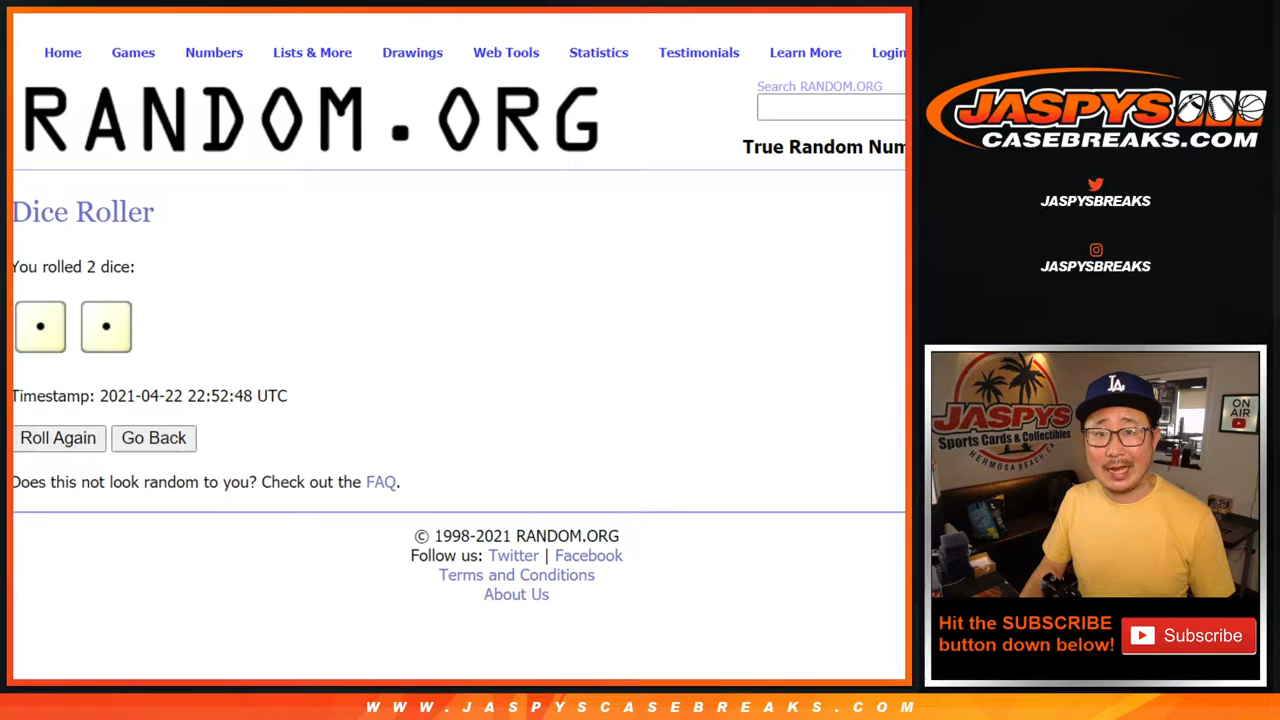 Home Games Numbers Lists & More Drawings Web Tools Statistics Testimonials Learn More Login
RANDOM.ORG
Search RANDOM.ORG
True Random Num
Dice Roller
You rolled 2 dice:
Timestamp: 2021-04-22 22:52:48 UTC
Roll Again Go Back
Does this not look random to you? Check out the FAQ.
© 1998-2021 RANDOM.ORG
Follow us: Twitter | Facebook
Terms and Conditions
About Us
JASPYS
CASEBREAKS.COM
JASPYSBREAKS
JASPYSBREAKS
JASPYS
Sports Cards & Collectibles
HERMOSA BEACH, CA
LA
ON
AIR
Hit the SUBSCRIBE
button down below!
Subscribe
WWW.JASPYSCASEBREAKS.COM